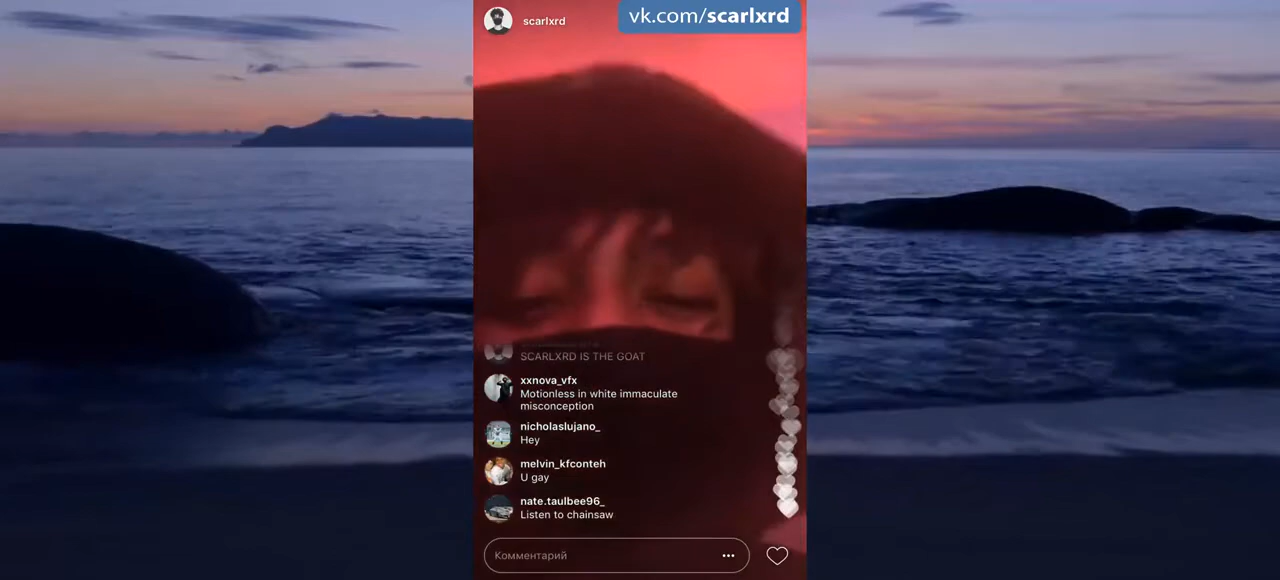 scarlxrd
vk.com/scarlxrd
SCARLXRD IS THE GOAT
xxnova_vfx
Motionless in white immaculate
misconception
nicholaslujano_
Hey
melvin_kfconteh
U gay
nate.taulbee96_
Listen to chainsaw
Комментарий